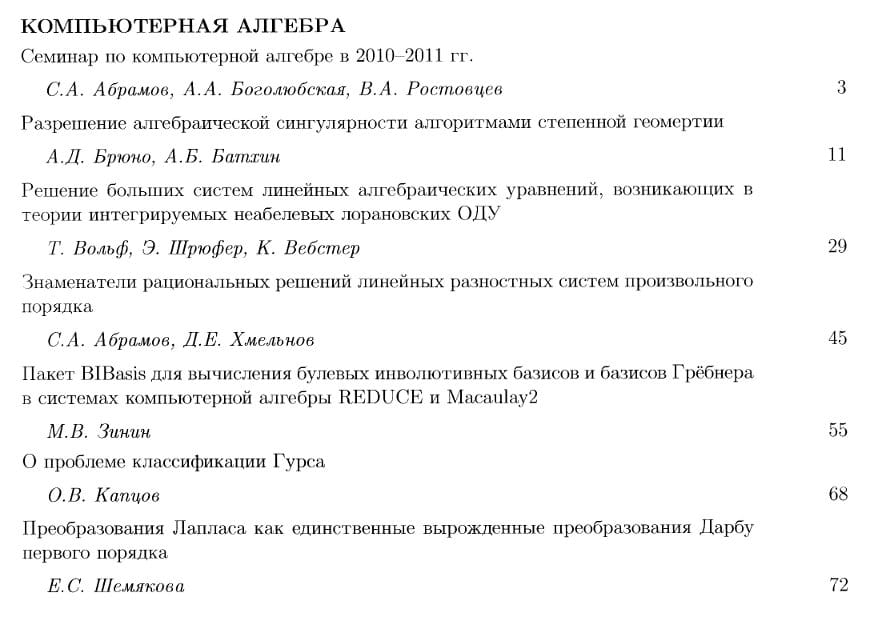 КОМПЬЮТЕРНАЯ АЛГЕБРА
Семинар по компьютерной алгебре в 2010–2011 гг.
С.А. Абрамов, А.А. Боголюбская, В.А. Ростовцев 3
Разрешение алгебраической сингулярности алгоритмами степенной геомертии
А.Д. Брюно, А.Б. Батхин 11
Решение больших систем линейных алгебраических уравнений, возникающих в
теории интегрируемых неабелевых лорановских ОДУ
Т. Вольф, Э. Шрюфер, К. Вебстер 29
Знаменатели рациональных решений линейных разностных систем произвольного
порядка
С.А. Абрамов, Д.Е. Хмельнов 45
Пакет BIBasis для вычисления булевых инволютивных базисов и базисов Грёбнера
в системах компьютерной алгебры REDUCE и Macaulay2
М.В. Зинин 55
О проблеме классификации Гурса
О.В. Капцов 68
Преобразования Лапласа как единственные вырожденные преобразования Дарбу
первого порядка
Е.С. Шемякова 72